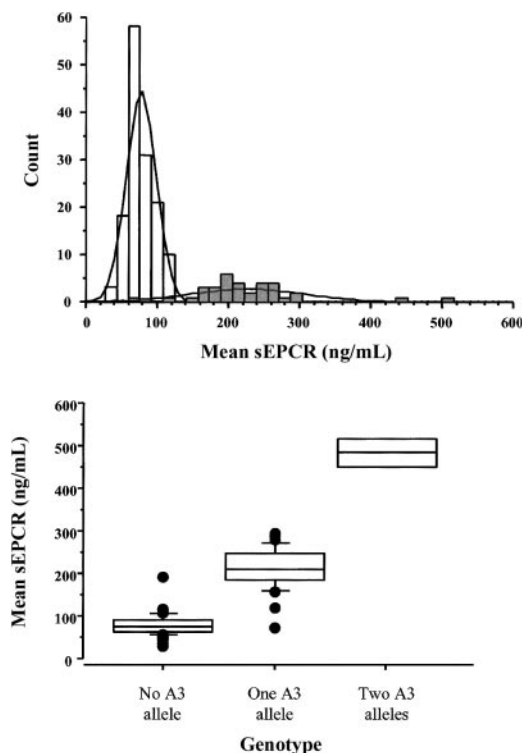 60
50
40
30
20
10
0
Count
0
100
200
300
400
500
600
Mean sEPCR (ng/mL)
600
500
400
300
200
100
0
Mean sEPCR (ng/mL)
No A3
allele
One A3
allele
Two A3
alleles
Genotype